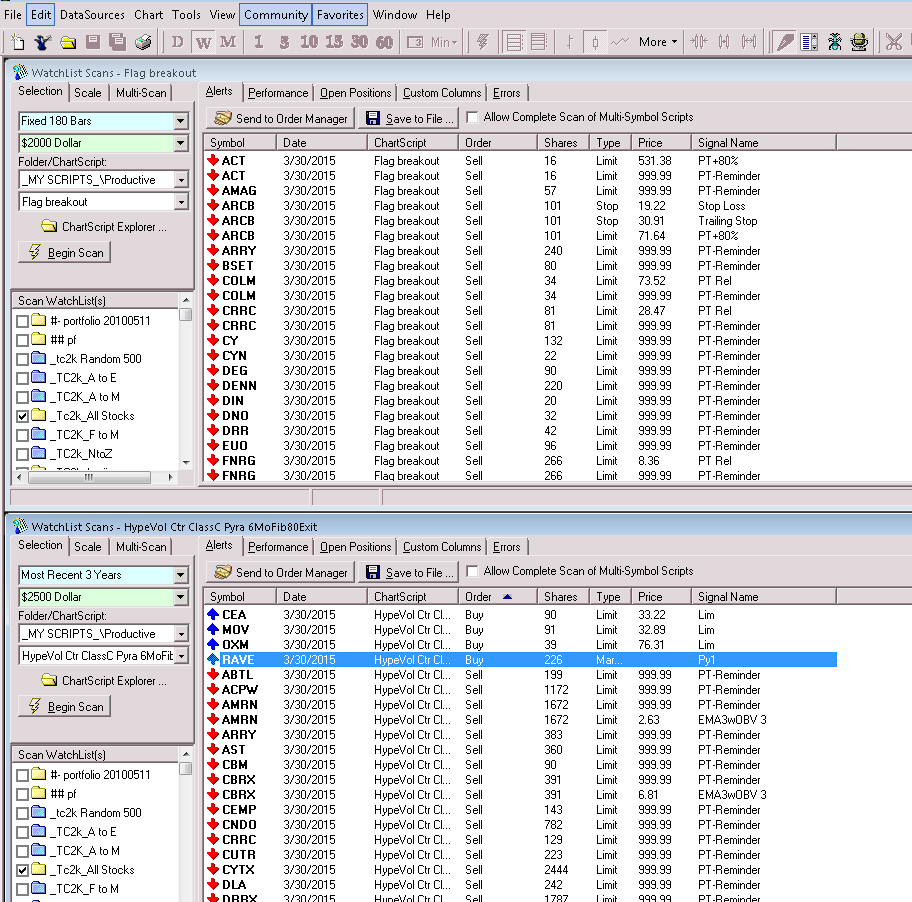 File Edit DataSources Chart Tools View Community Favorites Window Help
D W M 1 5 10 15 30 60 Min More
WatchList Scans - Flag breakout
Selection Scale Multi-Scan
Alerts Performance Open Positions Custom Columns Errors
Send to Order Manager Save to File ... Allow Complete Scan of Multi-Symbol Scripts
Fixed 180 Bars
$2000 Dollar
Folder/ChartScript:
_MY SCRIPTS_\Productive
Flag breakout
ChartScript Explorer ...
Begin Scan
Scan WatchList(s)
#- portfolio 20100511
## pf
_tc2k Random 500
_TC2K_A to E
_TC2K_A to M
_Tc2k_All Stocks
_TC2K_F to M
_TC2K_NtoZ
Symbol Date ChartScript Order Shares Type Price Signal Name
ACT 3/30/2015 Flag breakout Sell 16 Limit 531.38 PT+80%
ACT 3/30/2015 Flag breakout Sell 16 Limit 999.99 PT-Reminder
AMAG 3/30/2015 Flag breakout Sell 57 Limit 999.99 PT-Reminder
ARCB 3/30/2015 Flag breakout Sell 101 Stop 19.22 Stop Loss
ARCB 3/30/2015 Flag breakout Sell 101 Stop 30.91 Trailing Stop
ARCB 3/30/2015 Flag breakout Sell 101 Limit 71.64 PT+80%
ARRY 3/30/2015 Flag breakout Sell 240 Limit 999.99 PT-Reminder
BSET 3/30/2015 Flag breakout Sell 80 Limit 999.99 PT-Reminder
COLM 3/30/2015 Flag breakout Sell 34 Limit 73.52 PT Rel
COLM 3/30/2015 Flag breakout Sell 34 Limit 999.99 PT-Reminder
CRRC 3/30/2015 Flag breakout Sell 81 Limit 28.47 PT Rel
CRRC 3/30/2015 Flag breakout Sell 81 Limit 999.99 PT-Reminder
CY 3/30/2015 Flag breakout Sell 132 Limit 999.99 PT-Reminder
CYN 3/30/2015 Flag breakout Sell 22 Limit 999.99 PT-Reminder
DEG 3/30/2015 Flag breakout Sell 90 Limit 999.99 PT-Reminder
DENN 3/30/2015 Flag breakout Sell 220 Limit 999.99 PT-Reminder
DIN 3/30/2015 Flag breakout Sell 20 Limit 999.99 PT-Reminder
DNO 3/30/2015 Flag breakout Sell 32 Limit 999.99 PT-Reminder
DRR 3/30/2015 Flag breakout Sell 42 Limit 999.99 PT-Reminder
EUO 3/30/2015 Flag breakout Sell 96 Limit 999.99 PT-Reminder
FNRG 3/30/2015 Flag breakout Sell 266 Limit 8.36 PT Rel
FNRG 3/30/2015 Flag breakout Sell 266 Limit 999.99 PT-Reminder
WatchList Scans - HypeVol Ctr ClassC Pyra 6MoFib80Exit
Selection Scale Multi-Scan
Alerts Performance Open Positions Custom Columns Errors
Send to Order Manager Save to File ... Allow Complete Scan of Multi-Symbol Scripts
Most Recent 3 Years
$2500 Dollar
Folder/ChartScript:
_MY SCRIPTS_\Productive
HypeVol Ctr ClassC Pyra 6MoFib
ChartScript Explorer ...
Begin Scan
Scan WatchList(s)
#- portfolio 20100511
## pf
_tc2k Random 500
_TC2K_A to E
_TC2K_A to M
_Tc2k_All Stocks
_TC2K_F to M
Symbol Date ChartScript Order Shares Type Price Signal Name
CEA 3/30/2015 HypeVol Ctr Cl... Buy 90 Limit 33.22 Lim
MOV 3/30/2015 HypeVol Ctr Cl... Buy 91 Limit 32.89 Lim
OXM 3/30/2015 HypeVol Ctr Cl... Buy 39 Limit 76.31 Lim
RAVE 3/30/2015 HypeVol Ctr Cl... Buy 226 Mar... Py1
ABTL 3/30/2015 HypeVol Ctr Cl... Sell 199 Limit 999.99 PT-Reminder
ACPW 3/30/2015 HypeVol Ctr Cl... Sell 1172 Limit 999.99 PT-Reminder
AMRN 3/30/2015 HypeVol Ctr Cl... Sell 1672 Limit 999.99 PT-Reminder
AMRN 3/30/2015 HypeVol Ctr Cl... Sell 1672 Limit 2.63 EMA3wOBV 3
ARRY 3/30/2015 HypeVol Ctr Cl... Sell 383 Limit 999.99 PT-Reminder
AST 3/30/2015 HypeVol Ctr Cl... Sell 360 Limit 999.99 PT-Reminder
CBM 3/30/2015 HypeVol Ctr Cl... Sell 90 Limit 999.99 PT-Reminder
CBRX 3/30/2015 HypeVol Ctr Cl... Sell 391 Limit 999.99 PT-Reminder
CBRX 3/30/2015 HypeVol Ctr Cl... Sell 391 Limit 6.81 EMA3wOBV 3
CEMP 3/30/2015 HypeVol Ctr Cl... Sell 143 Limit 999.99 PT-Reminder
CNDO 3/30/2015 HypeVol Ctr Cl... Sell 782 Limit 999.99 PT-Reminder
CRRC 3/30/2015 HypeVol Ctr Cl... Sell 129 Limit 999.99 PT-Reminder
CUTR 3/30/2015 HypeVol Ctr Cl... Sell 223 Limit 999.99 PT-Reminder
CYTX 3/30/2015 HypeVol Ctr Cl... Sell 2444 Limit 999.99 PT-Reminder
DLA 3/30/2015 HypeVol Ctr Cl... Sell 242 Limit 999.99 PT-Reminder
DRRX 3/30/2015 HypeVol Ctr Cl... Sell 1787 Limit 999.99 PT-Reminder